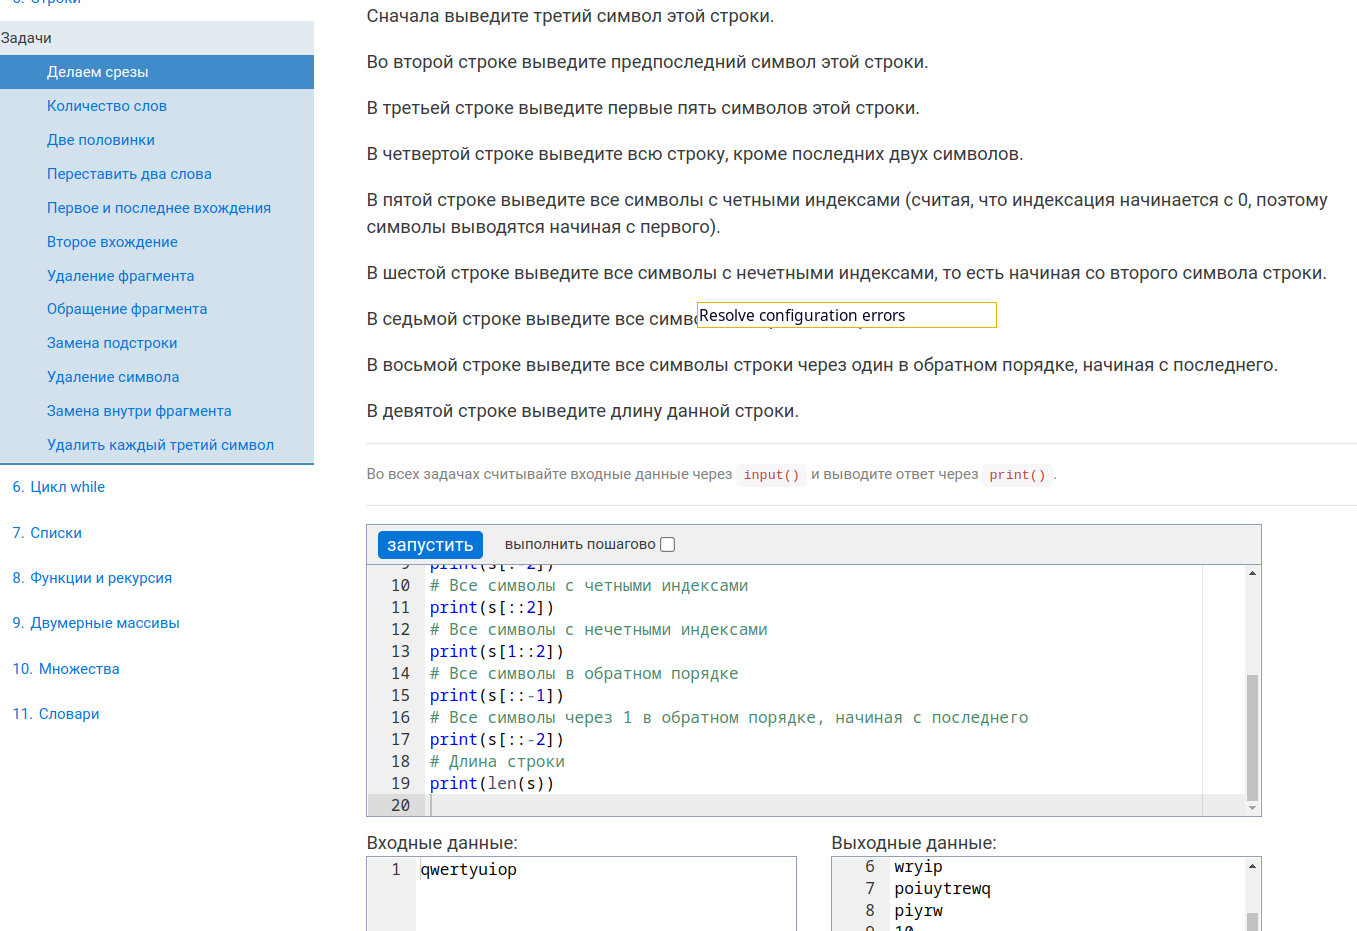 Строки
Задачи
Делаем срезы
Количество слов
Две половинки
Переставить два слова
Первое и последнее вхождения
Второе вхождение
Удаление фрагмента
Обращение фрагмента
Замена подстроки
Удаление символа
Замена внутри фрагмента
Удалить каждый третий символ
6. Цикл while
7. Списки
8. Функции и рекурсия
9. Двумерные массивы
10. Множества
11. Словари
Сначала выведите третий символ этой строки.
Во второй строке выведите предпоследний символ этой строки.
В третьей строке выведите первые пять символов этой строки.
В четвертой строке выведите всю строку, кроме последних двух символов.
В пятой строке выведите все символы с четными индексами (считая, что индексация начинается с 0, поэтому
символы выводятся начиная с первого).
В шестой строке выведите все символы с нечетными индексами, то есть начиная со второго символа строки.
В седьмой строке выведите все
Resolve configuration errors
В восьмой строке выведите все символы строки через один в обратном порядке, начиная с последнего.
В девятой строке выведите длину данной строки.
Во всех задачах считывайте входные данные через input() и выводите ответ через print().
запустить выполнить пошагово
9 print(s[:-2])
10 # Все символы с четными индексами
11 print(s[::2])
12 # Все символы с нечетными индексами
13 print(s[1::2])
14 # Все символы в обратном порядке
15 print(s[::-1])
16 # Все символы через 1 в обратном порядке, начиная с последнего
17 print(s[::-2])
18 # Длина строки
19 print(len(s))
20
Входные данные:
1 qwertyuiop
Выходные данные:
6 wryip
7 poiuytrewq
8 piyrw
9 10